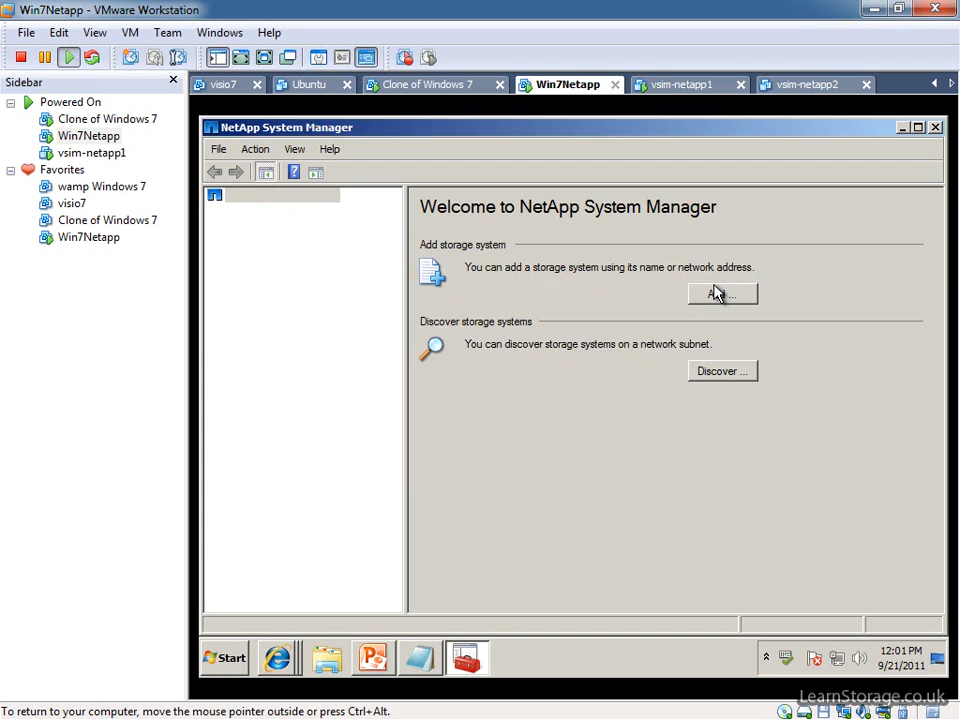 Win7Netapp - VMware Workstation
File Edit View VM Team Windows Help
Sidebar
Powered On
Clone of Windows 7
Win7Netapp
vsim-netapp1
Favorites
wamp Windows 7
visio7
Clone of Windows 7
Win7Netapp
visio7 Ubuntu Clone of Windows 7 Win7Netapp vsim-netapp1 vsim-netapp2
NetApp System Manager
File Action View Help
Welcome to NetApp System Manager
Add storage system
You can add a storage system using its name or network address.
Discover storage systems
You can discover storage systems on a network subnet.
Discover ...
Start
12:01 PM
9/21/2011
LearnStorage.co.uk
To return to your computer, move the mouse pointer outside or press Ctrl+Alt.